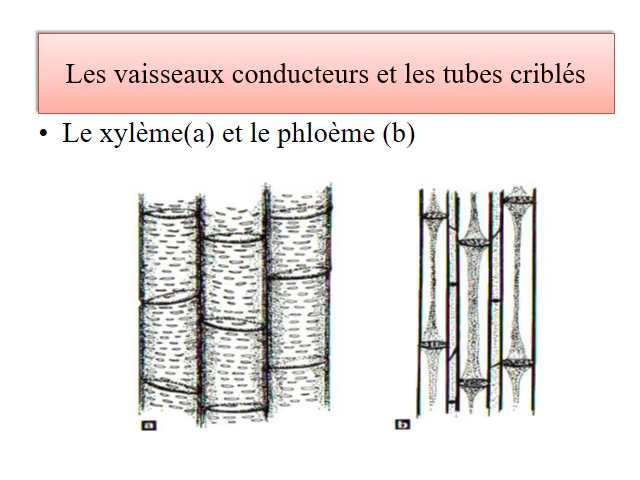 Les vaisseaux conducteurs et les tubes criblés
• Le xylème(a) et le phloème (b)
a
b